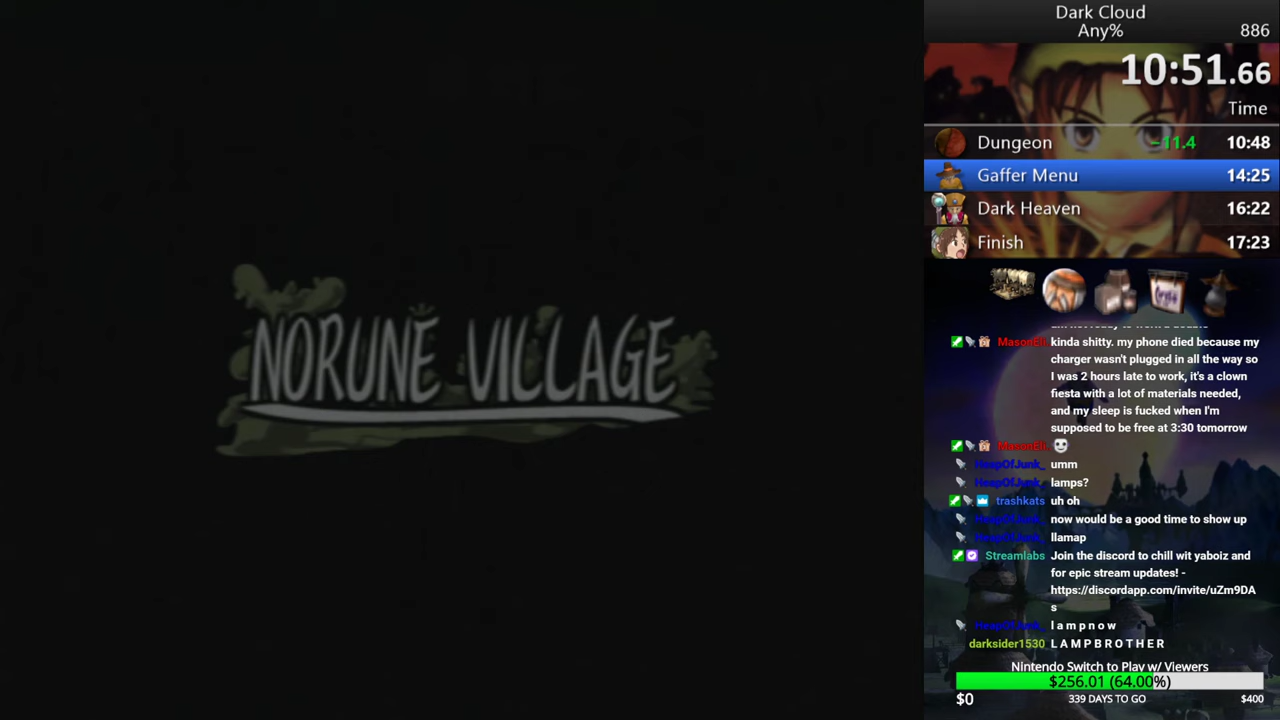 Dark Cloud
Any%
886
10:51.66
Time
Dungeon -11.4 10:48
Gaffer Menu 14:25
Dark Heaven 16:22
Finish 17:23
NORUNE VILLAGE
kinda shitty. my phone died because my
charger wasn't plugged in all the way so
I was 2 hours late to work, it's a clown
fiesta with a lot of materials needed,
and my sleep is fucked when I'm
supposed to be free at 3:30 tomorrow
HeapOfJunk_ umm
HeapOfJunk_ lamps?
trashkats uh oh
HeapOfJunk_ now would be a good time to show up
HeapOfJunk_ llamap
Streamlabs Join the discord to chill wit yaboiz and
for epic stream updates! -
https://discordapp.com/invite/uZm9DA
s
HeapOfJunk_ l a m p n o w
darksider1530 L A M P B R O T H E R
Nintendo Switch to Play w/ Viewers
$256.01 (64.00%)
$0 339 DAYS TO GO $400